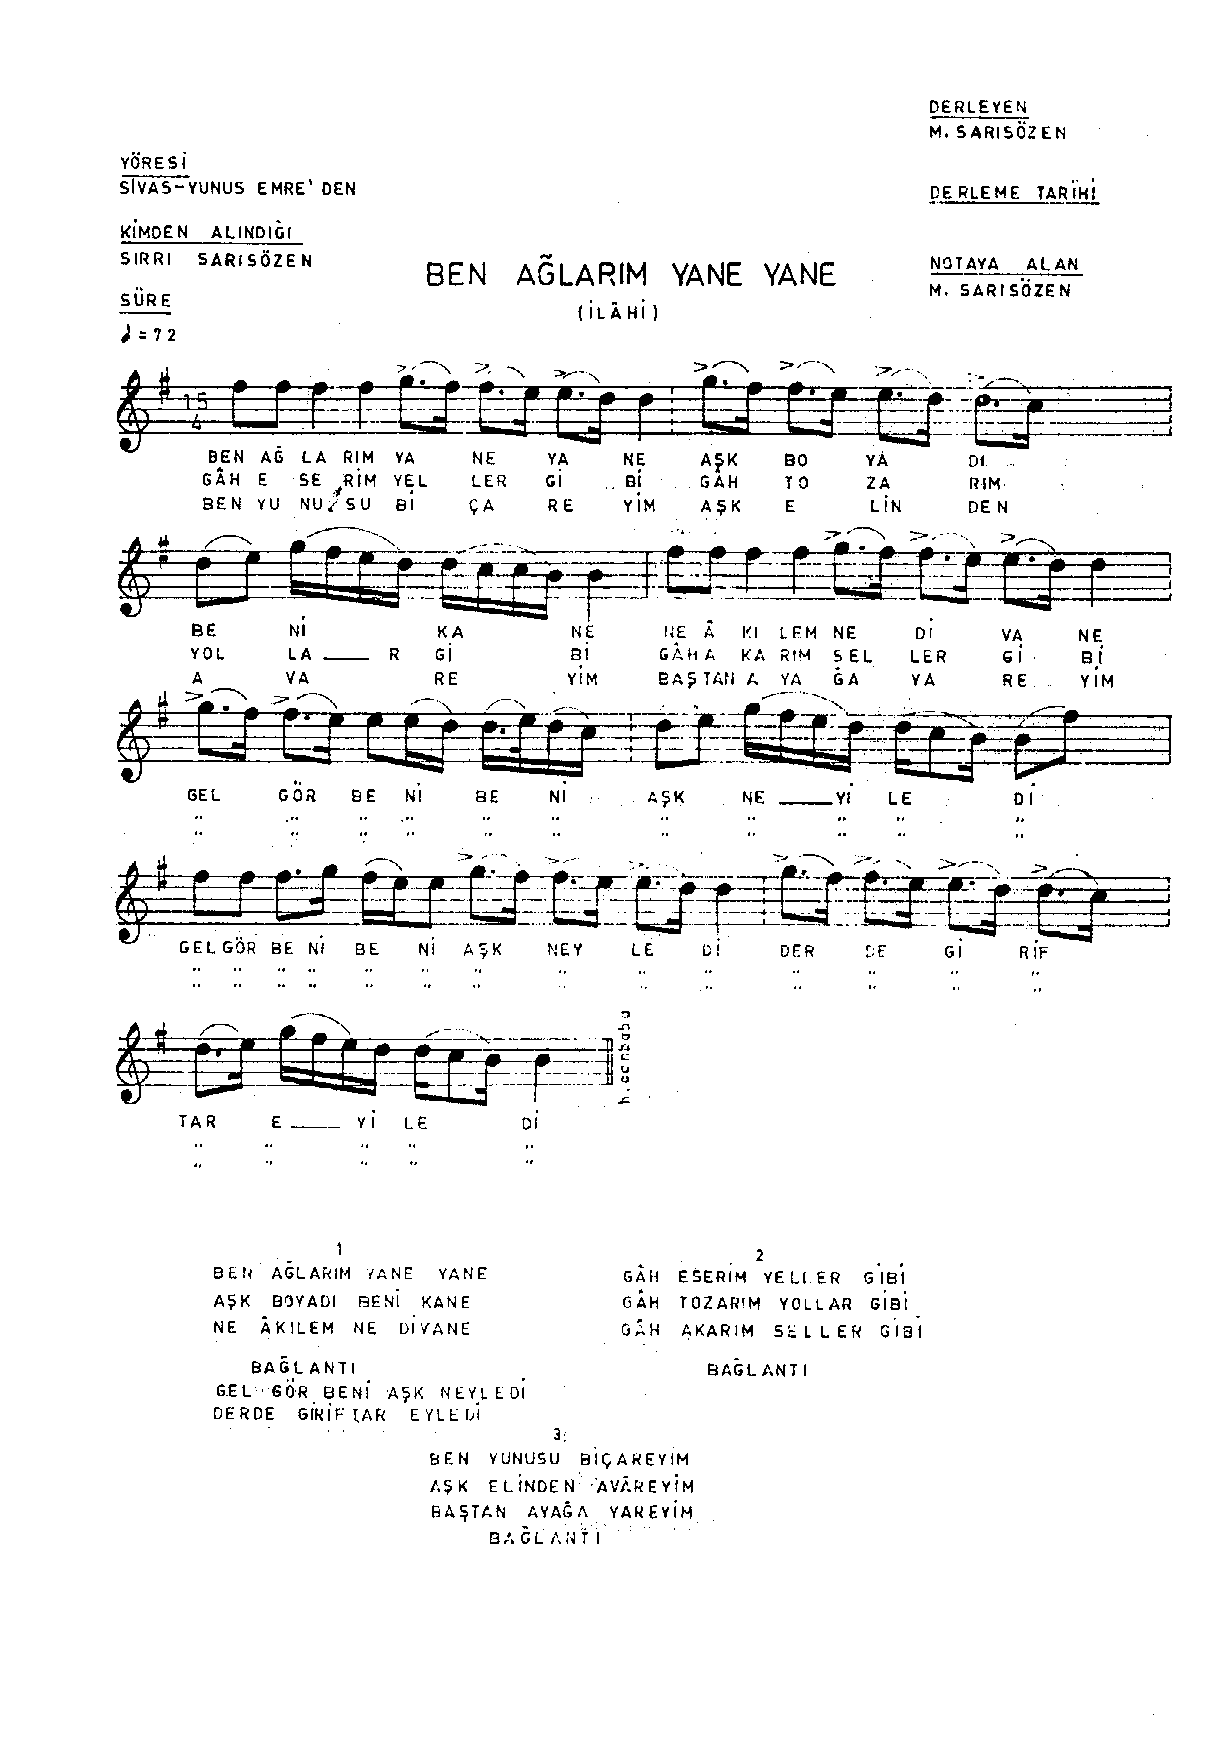 DERLEYEN
M. SARISÖZEN
YÖRESİ
SİVAS-YUNUS EMRE'DEN
DERLEME TARİHİ
KİMDEN ALINDIĞI
SIRRI SARISÖZEN
BEN AĞLARIM YANE YANE
(İLÂHİ)
NOTAYA ALAN
M. SARISÖZEN
SÜRE
♩=72
15
4
BEN AĞ LA RIM YA NE YA NE AŞK BO YA DI
GÂH E SE RİM YEL LER Gİ Bİ GÂH TO ZA RIM
BEN YU NU SU Bİ ÇA RE YİM AŞK E LİN DEN
BE Nİ KA NE NE Â KI LEM NE Dİ VA NE
YOL LA ___ R Gİ Bİ GÂH A KA RIM SEL LER Gİ Bİ
A VA RE YİM BAŞ TAN A YA ĞA YA RE YİM
GEL GÖR BE Nİ BE Nİ AŞK NE ___ Yİ LE Dİ
" " " " " " " " " " "
" " " " " " " " " " "
GEL GÖR BE Nİ BE Nİ AŞK NEY LE Dİ DER DE Gİ RİF
" " " " " " " " " " " " " "
" " " " " " " " " " " " " "
TAR E ___ Yİ LE Dİ
" " " " "
" " " " "
1
BEN AĞLARIM YANE YANE
AŞK BOYADI BENİ KANE
NE ÂKILEM NE DİVANE
BAĞLANTI
GEL GÖR BENİ AŞK NEYLEDİ
DERDE GİRİFTAR EYLEDİ
2
GÂH ESERİM YELLER GİBİ
GÂH TOZARIM YOLLAR GİBİ
GÂH AKARIM SELLER GİBİ
BAĞLANTI
3
BEN YUNUSU BİÇAREYİM
AŞK ELİNDEN AVÂREYİM
BAŞTAN AYAĞA YAREYİM
BAĞLANTI